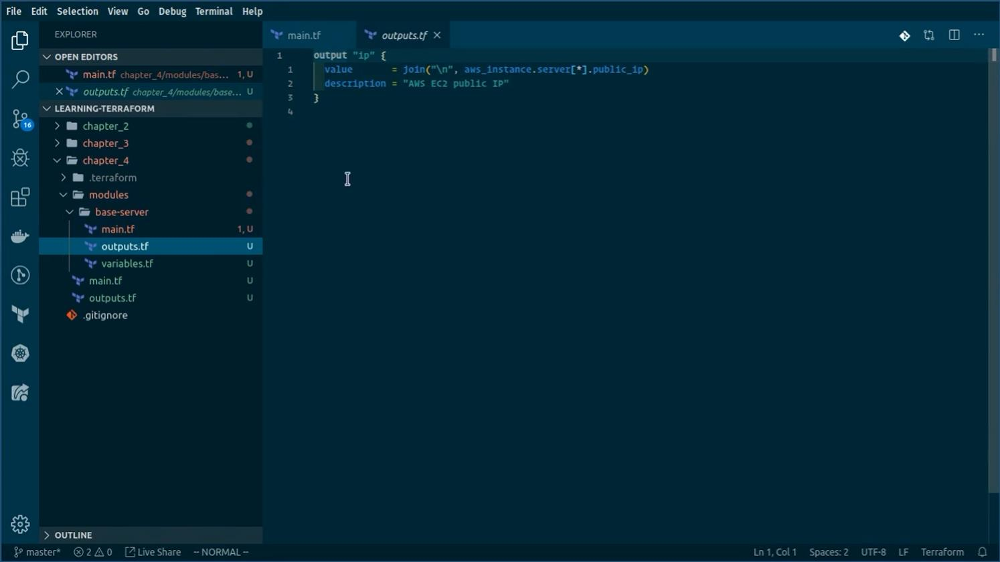 File Edit Selection View Go Debug Terminal Help
EXPLORER
OPEN EDITORS
main.tf chapter_4/modules/bas... 1, U
outputs.tf chapter_4/modules/base... U
LEARNING-TERRAFORM
chapter_2
chapter_3
chapter_4
.terraform
modules
base-server
main.tf 1, U
outputs.tf U
variables.tf U
main.tf U
outputs.tf U
.gitignore
OUTLINE
16
main.tf outputs.tf
1 output "ip" {
1 value = join("\n", aws_instance.server[*].public_ip)
2 description = "AWS EC2 public IP"
3 }
4
master* 2 0 Live Share -- NORMAL -- Ln 1, Col 1 Spaces: 2 UTF-8 LF Terraform